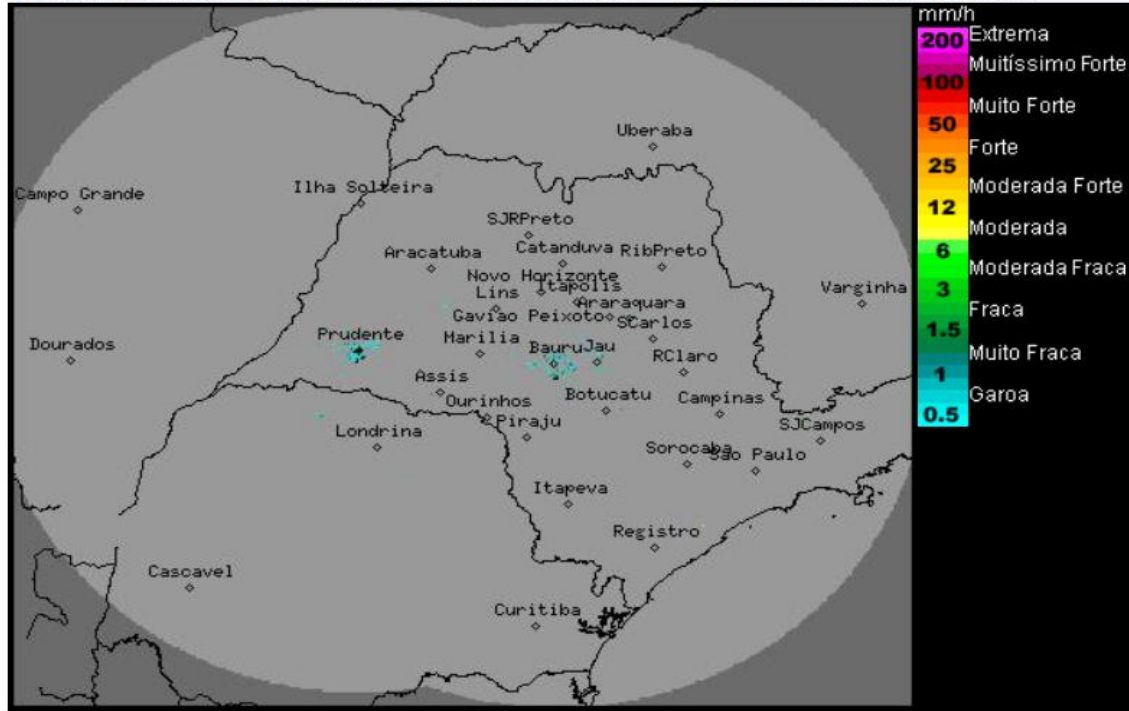 mm/h
200 Extrema
Muitíssimo Forte
100
Muito Forte
50
Forte
25
Moderada Forte
12
Moderada
6
Moderada Fraca
3
Fraca
1.5
Muito Fraca
1
Garoa
0.5
Uberaba
Campo Grande
Ilha Solteira
SJRPreto
Aracatuba
Catanduva
RibPreto
Novo Horizonte
Itapolis
Lins
Araraquara
Varginha
Gaviao Peixoto
SCarlos
Prudente
Dourados
Marilia
Bauru
Jau
RClaro
Assis
Ourinhos
Botucatu
Campinas
Piraju
SJCampos
Londrina
Sorocaba
Sao Paulo
Itapeva
Registro
Cascavel
Curitiba